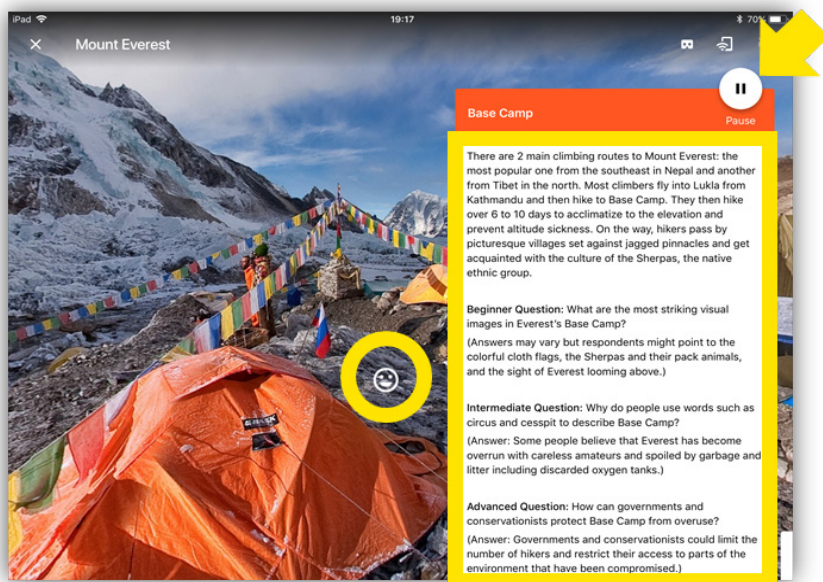 iPad 19:17 70%
Mount Everest
Base Camp
Pause
There are 2 main climbing routes to Mount Everest: the
most popular one from the southeast in Nepal and another
from Tibet in the north. Most climbers fly into Lukla from
Kathmandu and then hike to Base Camp. They then hike
over 6 to 10 days to acclimatize to the elevation and
prevent altitude sickness. On the way, hikers pass by
picturesque villages set against jagged pinnacles and get
acquainted with the culture of the Sherpas, the native
ethnic group.
Beginner Question: What are the most striking visual
images in Everest's Base Camp?
(Answers may vary but respondents might point to the
colorful cloth flags, the Sherpas and their pack animals,
and the sight of Everest looming above.)
Intermediate Question: Why do people use words such as
circus and cesspit to describe Base Camp?
(Answer: Some people believe that Everest has become
overrun with careless amateurs and spoiled by garbage and
litter including discarded oxygen tanks.)
Advanced Question: How can governments and
conservationists protect Base Camp from overuse?
(Answer: Governments and conservationists could limit the
number of hikers and restrict their access to parts of the
environment that have been compromised.)